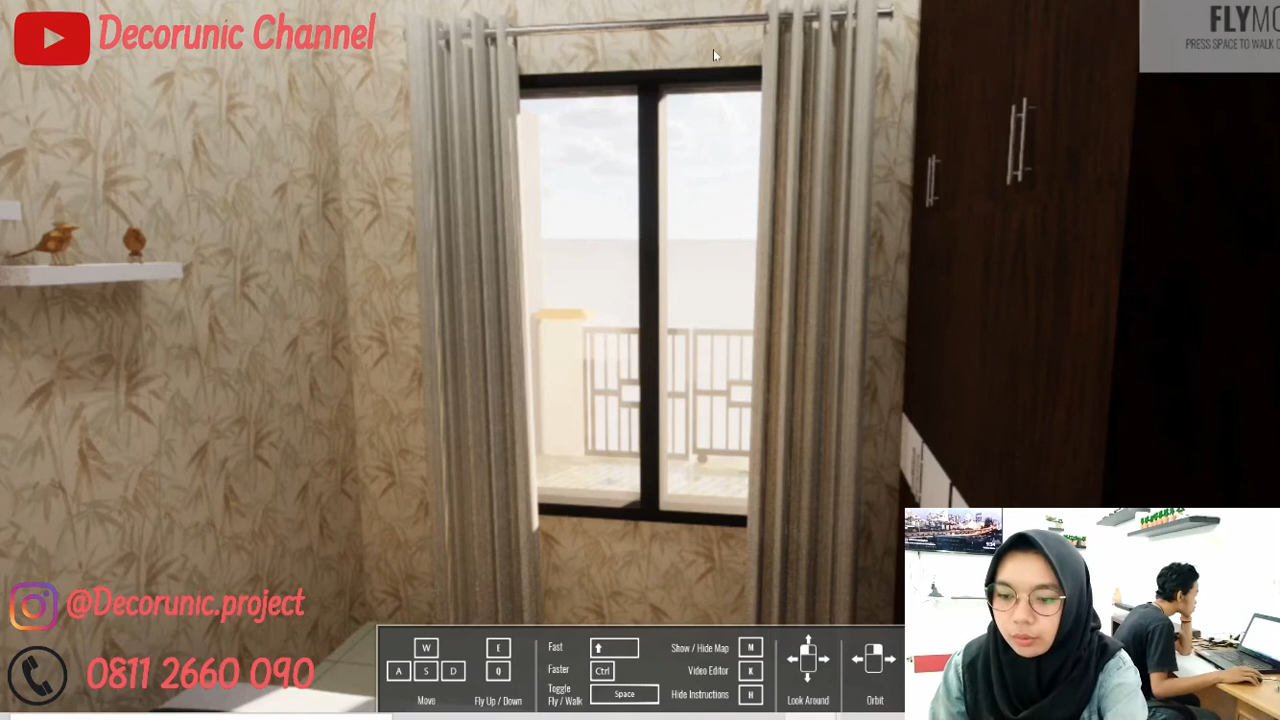 Decorunic Channel
FLYMO
PRESS SPACE TO WALK O
@Decorunic.project
0811 2660 090
W
A S D
Move
E
Q
Fly Up / Down
Fast
Faster Ctrl
Toggle
Fly / Walk Space
Show / Hide Map M
Video Editor K
Hide Instructions H
Look Around
Orbit